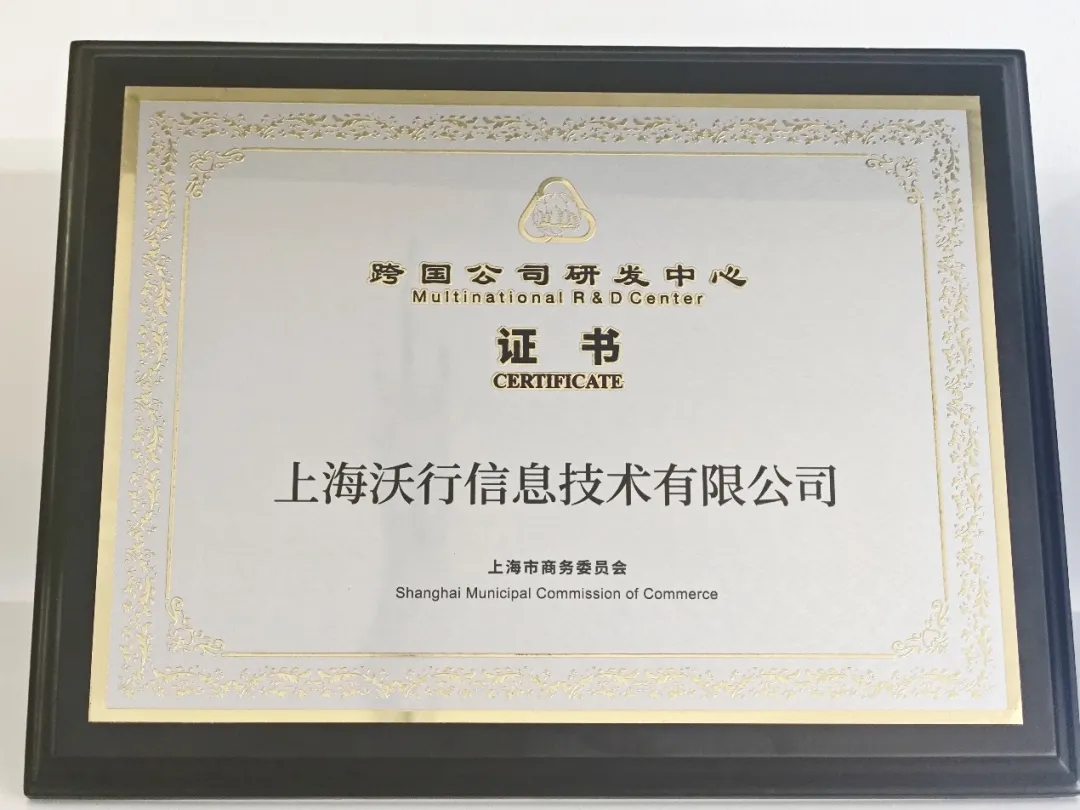 跨国公司研发中心
Multinational R & D Center
证 书
CERTIFICATE
上海沃行信息技术有限公司
上海市商务委员会
Shanghai Municipal Commission of Commerce